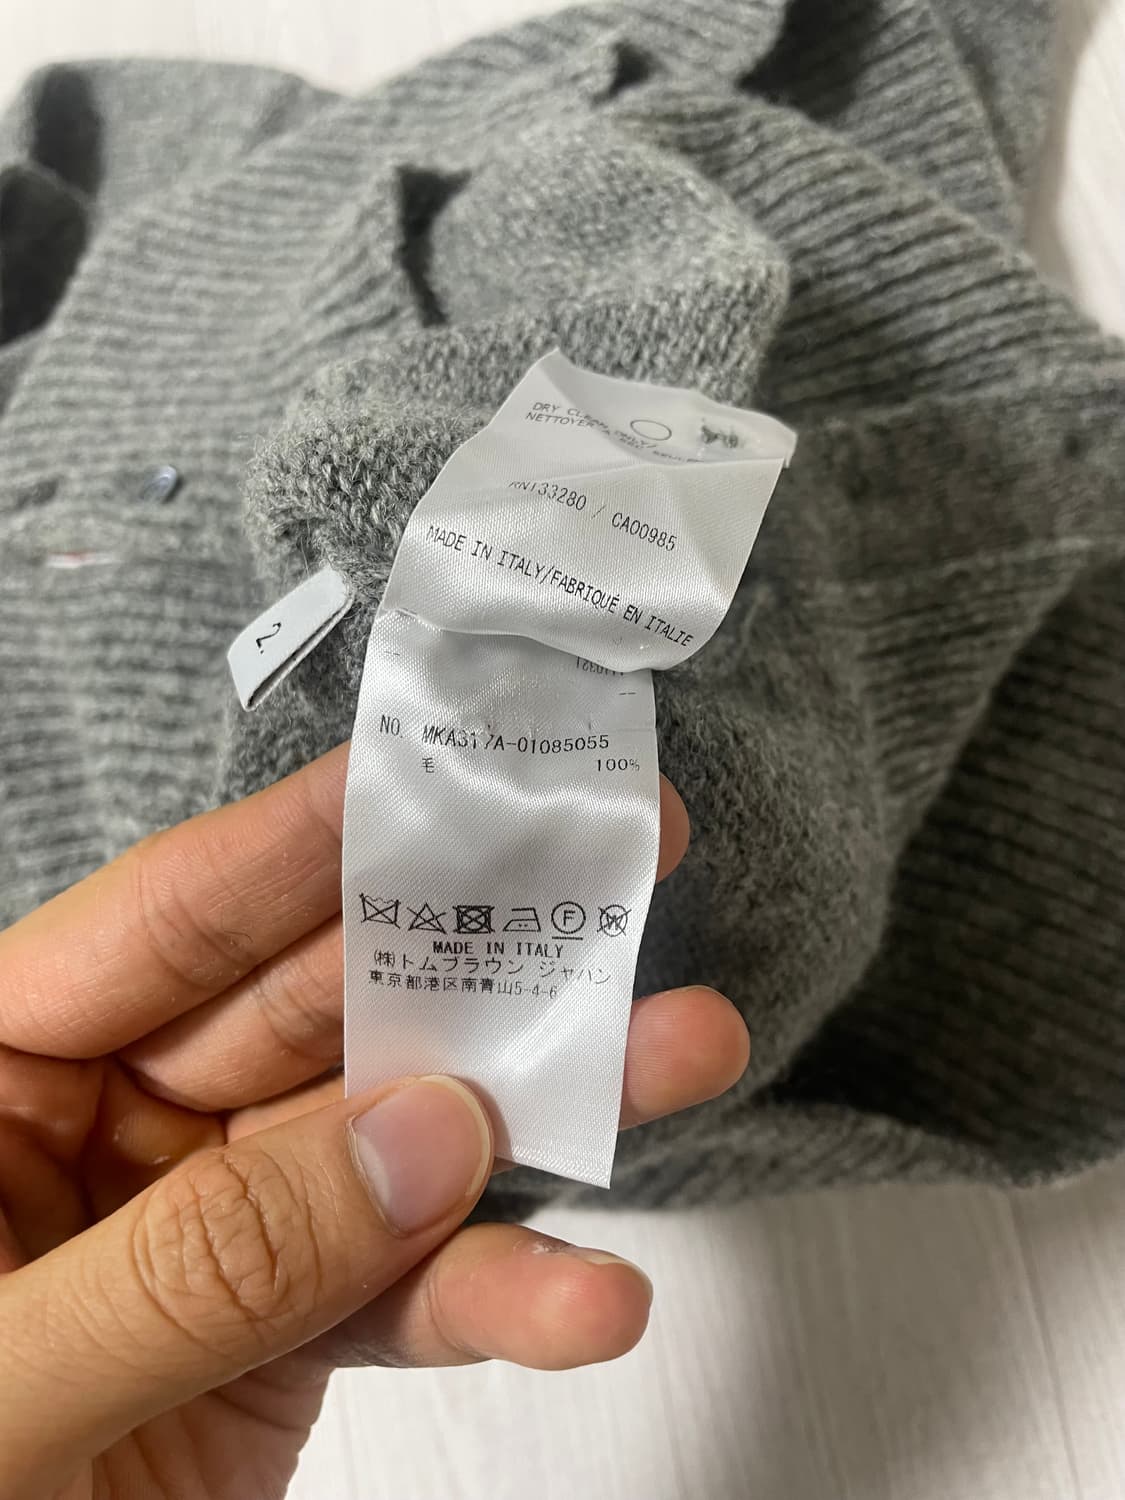 DRY CLEAN ONLY/
NETTOYER
RN133280 / CA00985
MADE IN ITALY/FABRIQUÉ EN ITALIE
2
NO. MKA317A-01085055
毛 100%
F
W
MADE IN ITALY
(株)トムブラウン ジャパン
東京都港区南青山5-4-6